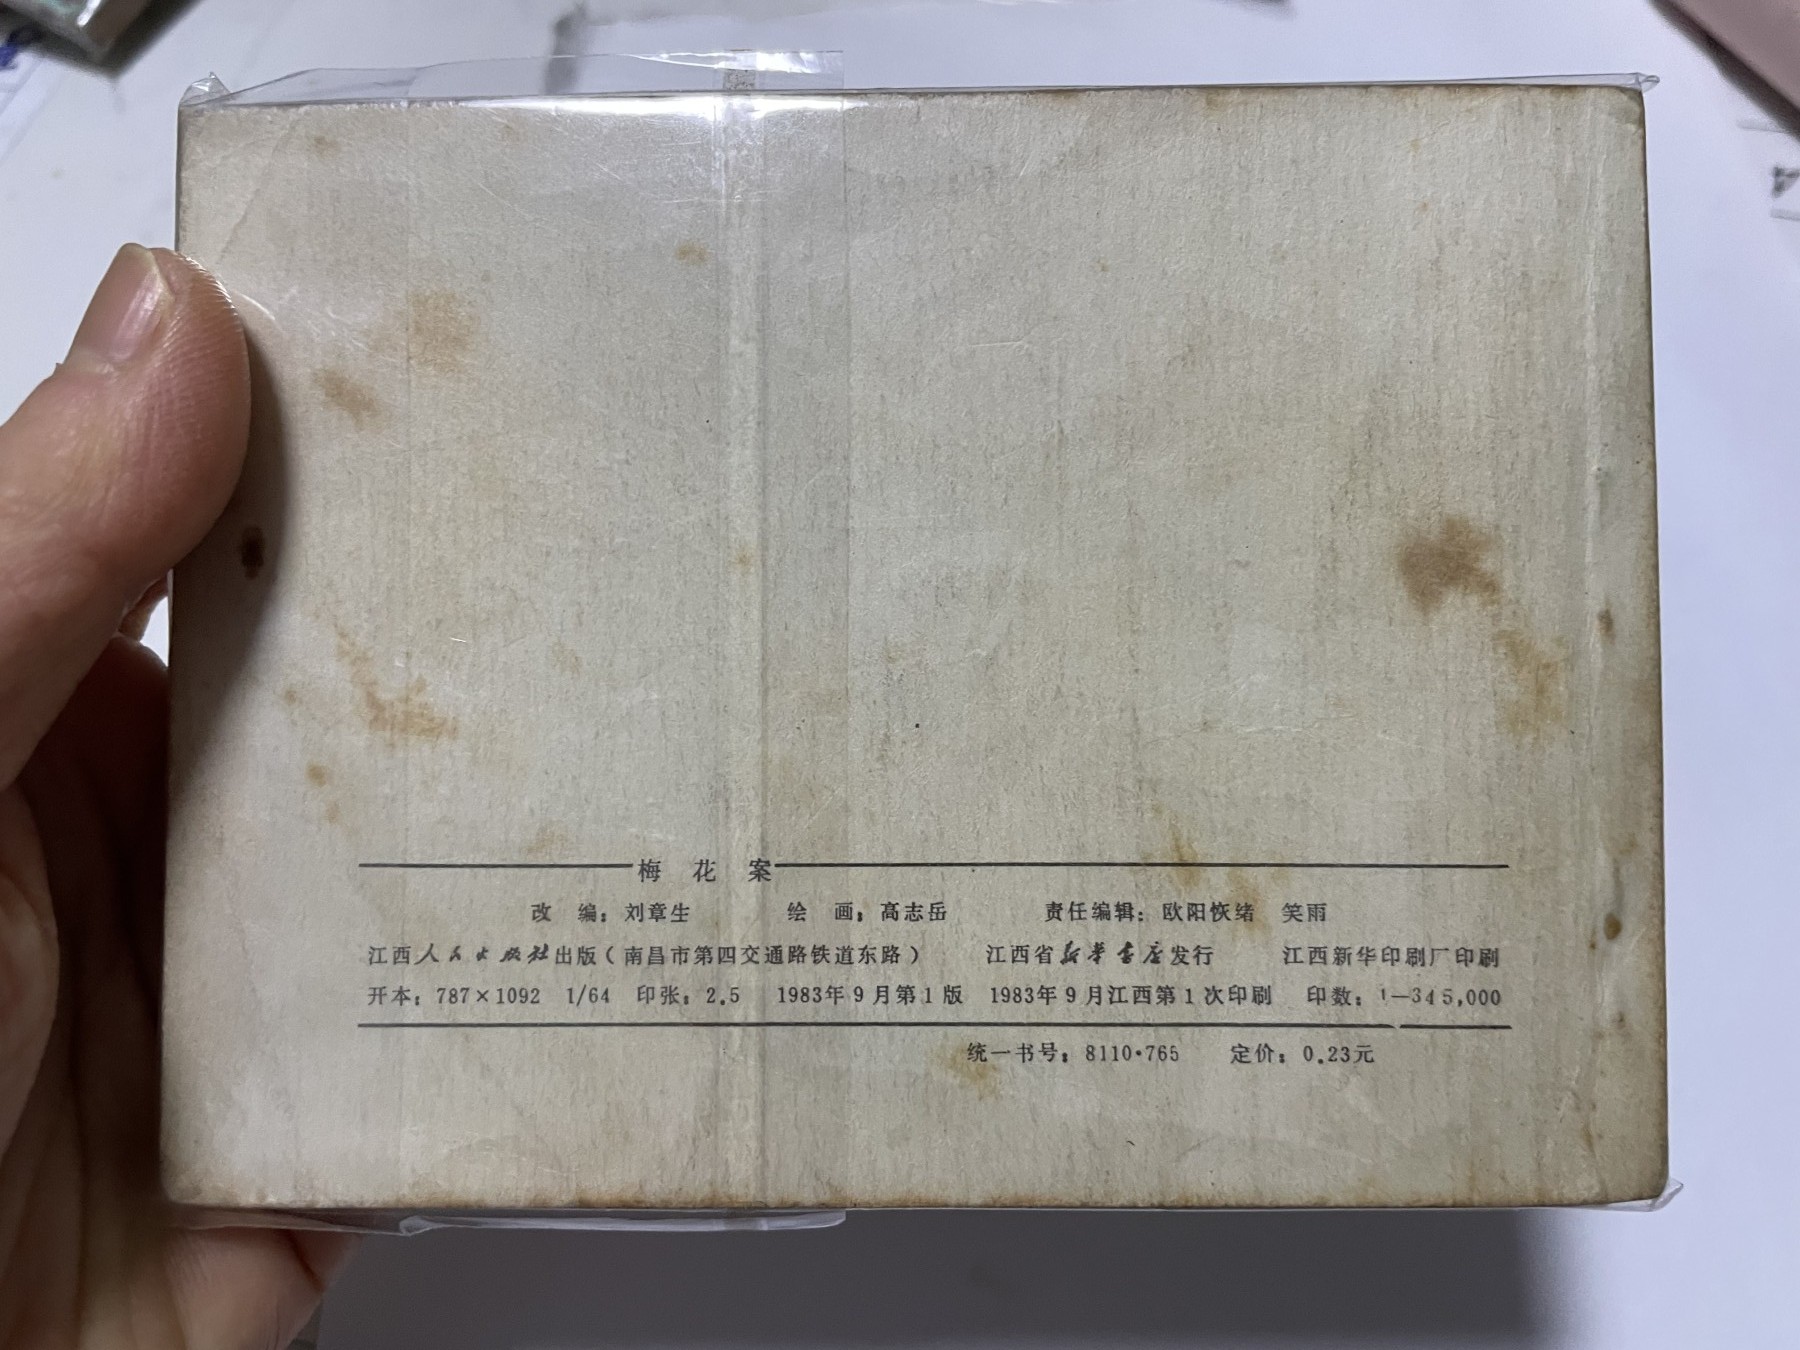 梅花案
改编：刘章生 绘画：高志岳 责任编辑：欧阳恢绪 笑雨
江西人民出版社出版（南昌市第四交通路铁道东路） 江西省新华书店发行 江西新华印刷厂印刷
开本：787×1092 1/64 印张：2.5 1983年9月第1版 1983年9月江西第1次印刷 印数：1—345,000
统一书号：8110·765 定价：0.23元